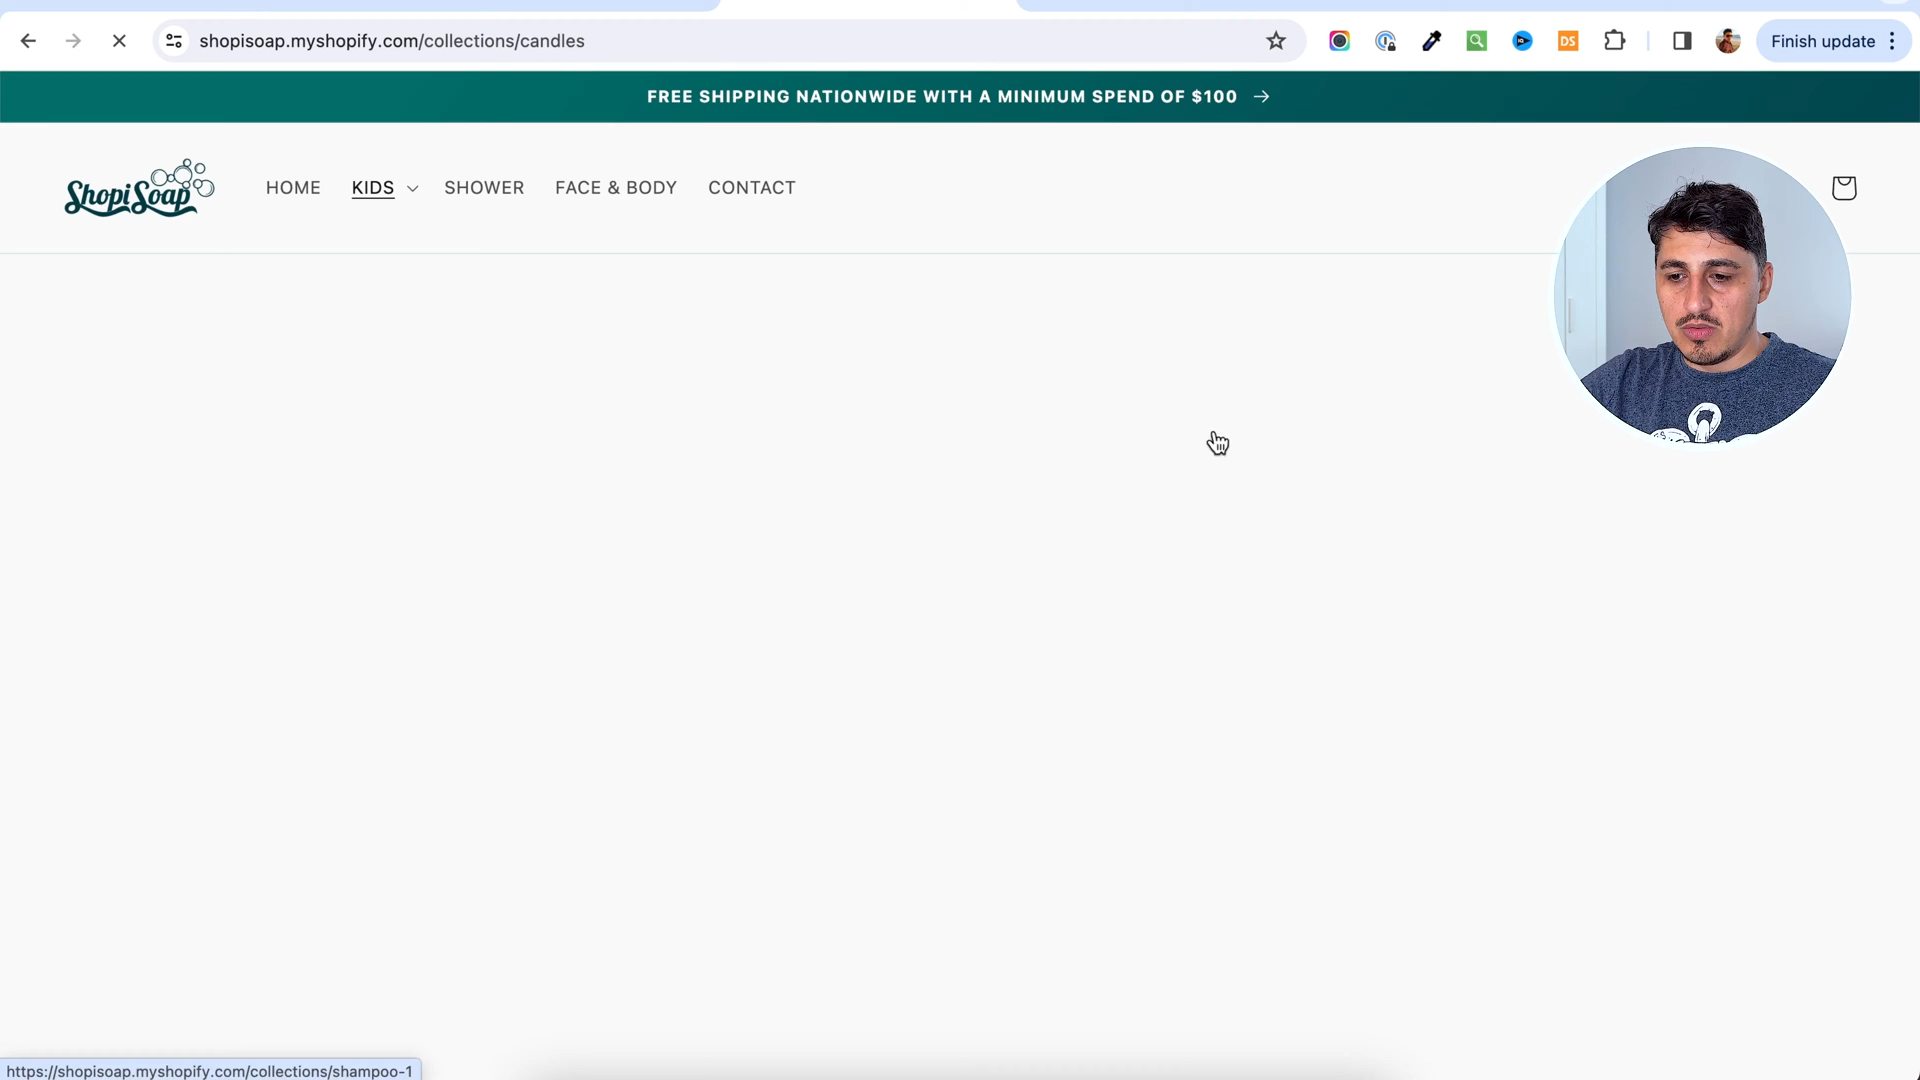 shopisoap.myshopify.com/collections/candles
Finish update
DS
FREE SHIPPING NATIONWIDE WITH A MINIMUM SPEND OF $100
ShopiSoap
HOME KIDS SHOWER FACE & BODY CONTACT
https://shopisoap.myshopify.com/collections/shampoo-1